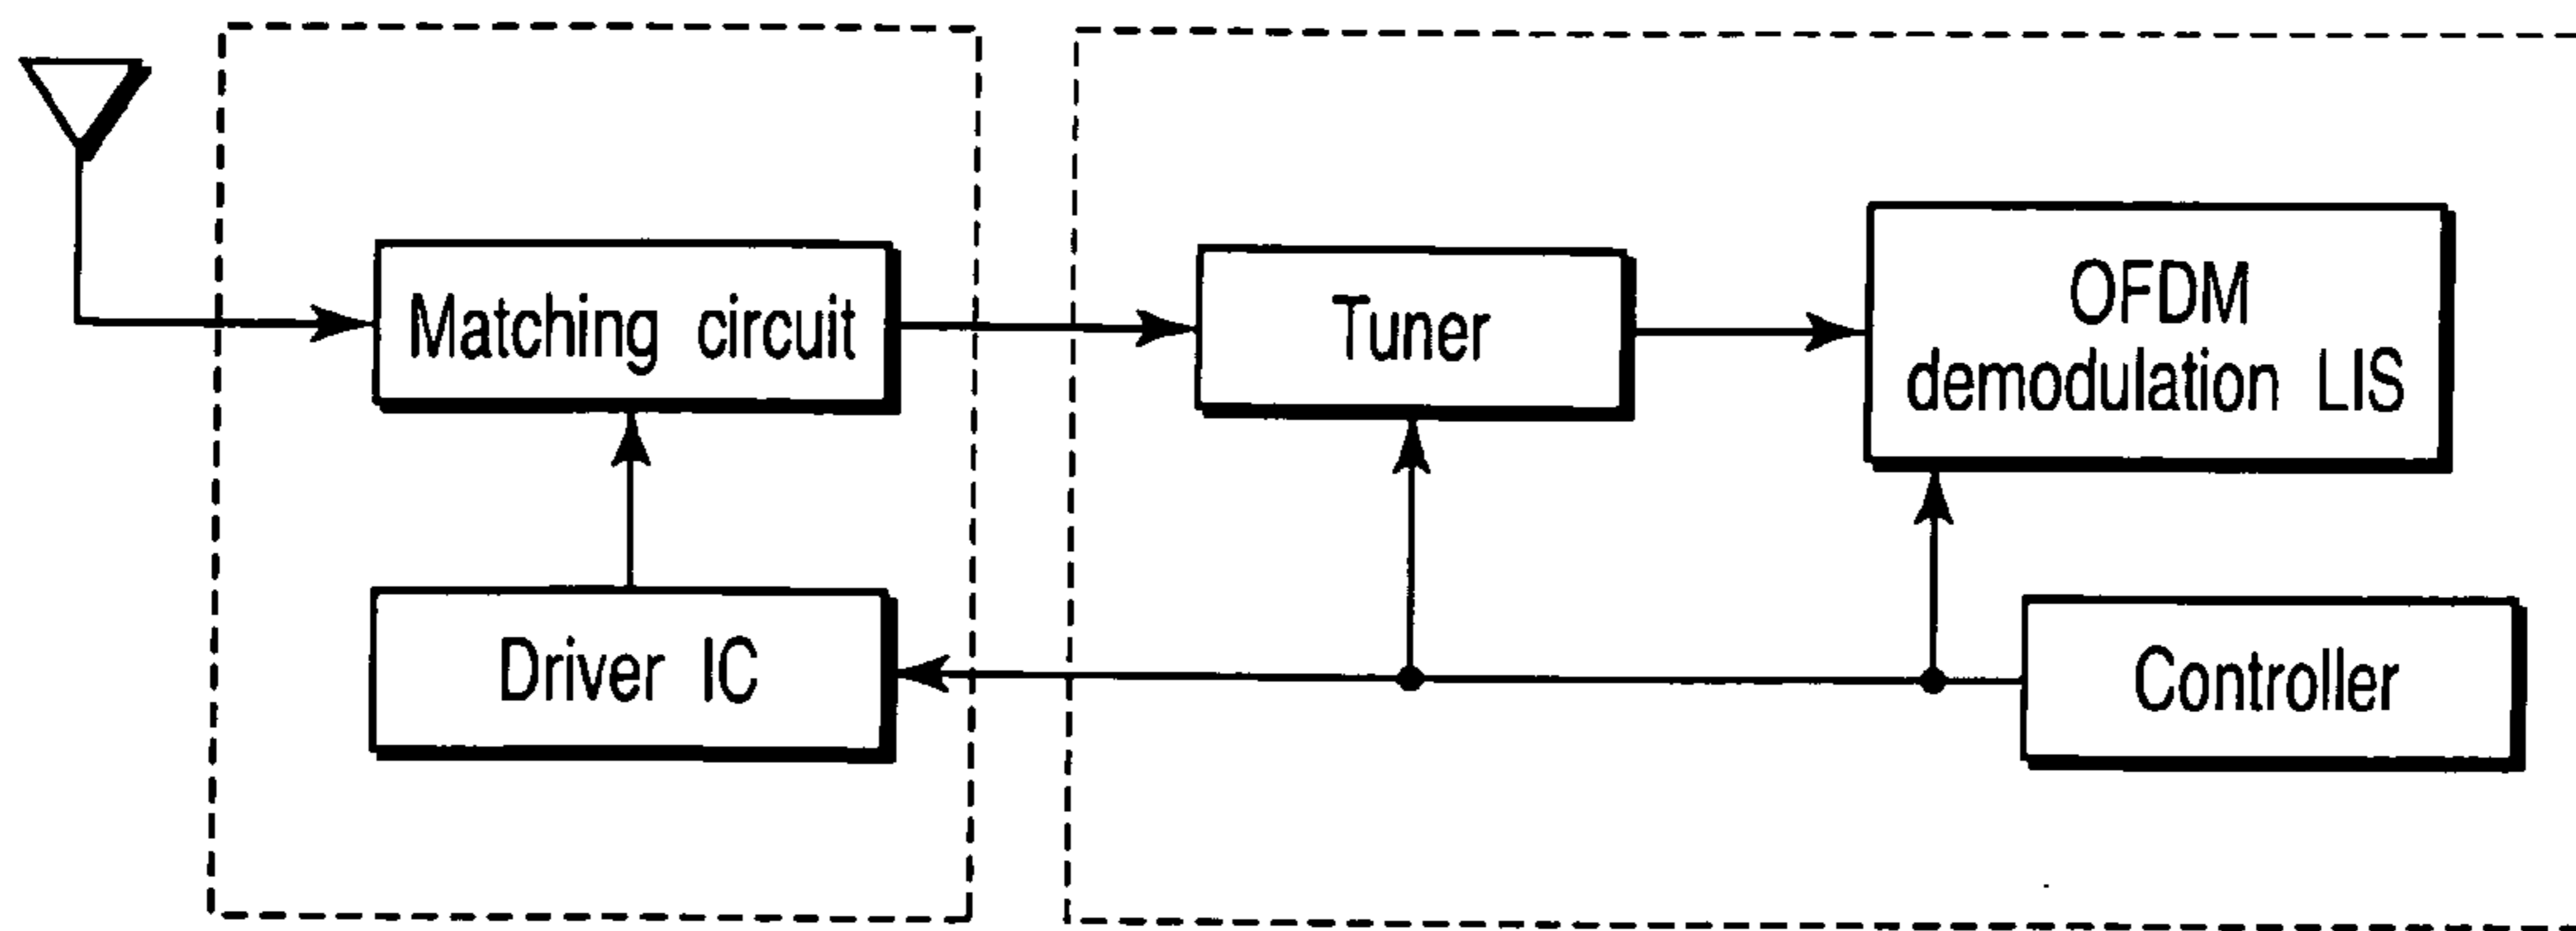 Matching circuit
Tuner
OFDM
demodulation LIS
Driver IC
Controller